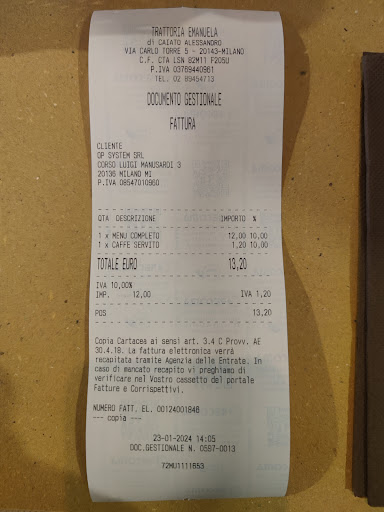 TRATTORIA EMANUELA
di CAIATO ALESSANDRO
VIA CARLO TORRE 5 - 20143-MILANO
C.F. CTA LSN 82M11 F205U
P.IVA 03769440961
TEL. 02 89454713
DOCUMENTO GESTIONALE
FATTURA
CLIENTE
OP SYSTEM SRL
CORSO LUIGI MANUSARDI 3
20136 MILANO MI
P.IVA 08547010960
QTA DESCRIZIONE IMPORTO %
1 x MENU COMPLETO 12,00 10,00
1 x CAFFE SERVITO 1,20 10,00
TOTALE EURO 13,20
IVA 10,00%
IMP. 12,00 IVA 1,20
POS 13,20
Copia Cartacea ai sensi art. 3.4 C Provv. AE
30.4.18. La fattura elettronica verrà
recapitata tramite Agenzia delle Entrate. In
caso di mancato recapito vi preghiamo di
verificare nel Vostro cassetto del portale
Fatture e Corrispettivi.
NUMERO FATT. EL. 00124001848
--- copia ---
23-01-2024 14:05
DOC.GESTIONALE N. 0597-0013
72MU1111653